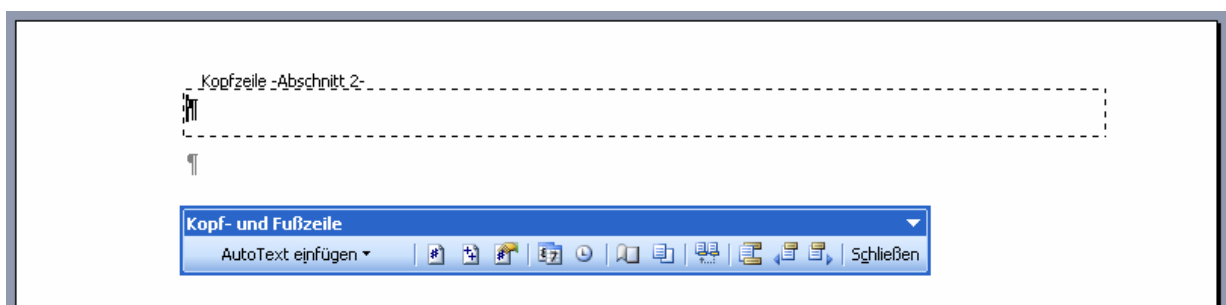 Kopfzeile -Abschnitt 2-
¶
¶
Kopf- und Fußzeile
AutoText einfügen Schließen